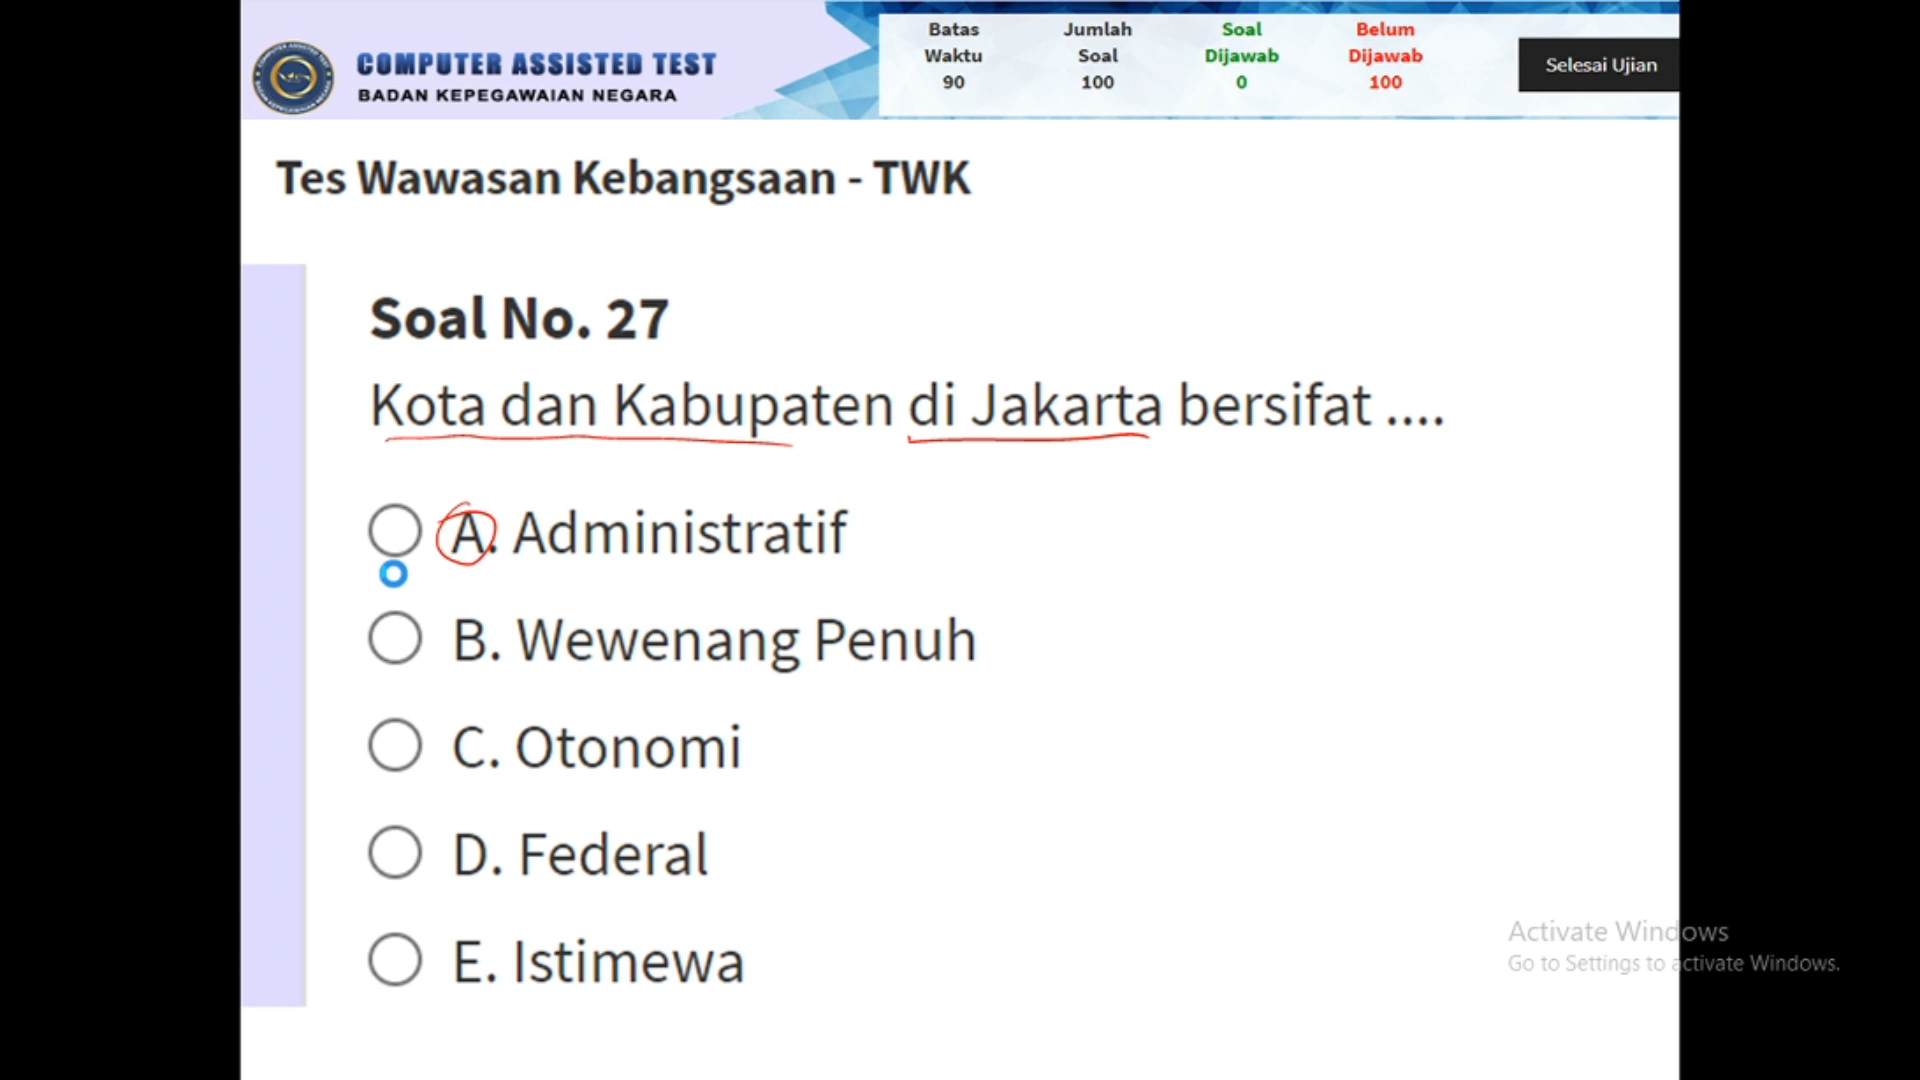 COMPUTER ASSISTED TEST
BADAN KEPEGAWAIAN NEGARA
Batas Waktu 90
Jumlah Soal 100
Soal Dijawab 0
Belum Dijawab 100
Selesai Ujian
Tes Wawasan Kebangsaan - TWK
Soal No. 27
Kota dan Kabupaten di Jakarta bersifat ....
A. Administratif
B. Wewenang Penuh
C. Otonomi
D. Federal
E. Istimewa
Activate Windows
Go to Settings to activate Windows.